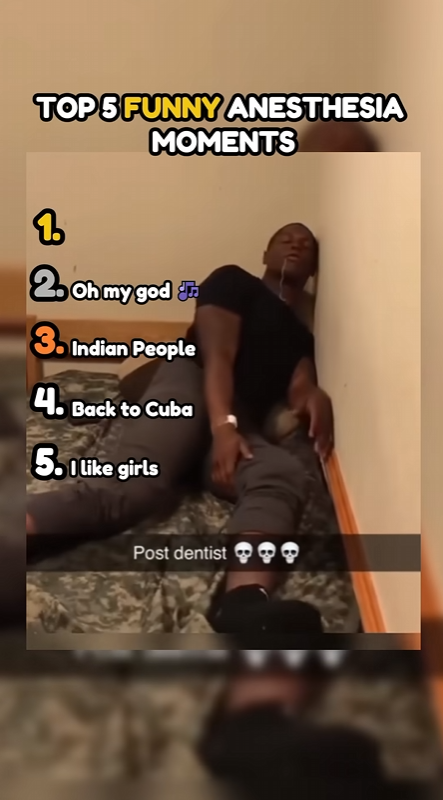 TOP 5 FUNNY ANESTHESIA
MOMENTS
1.
2. Oh my god 🎶
3. Indian People
4. Back to Cuba
5. I like girls
Post dentist 💀💀💀